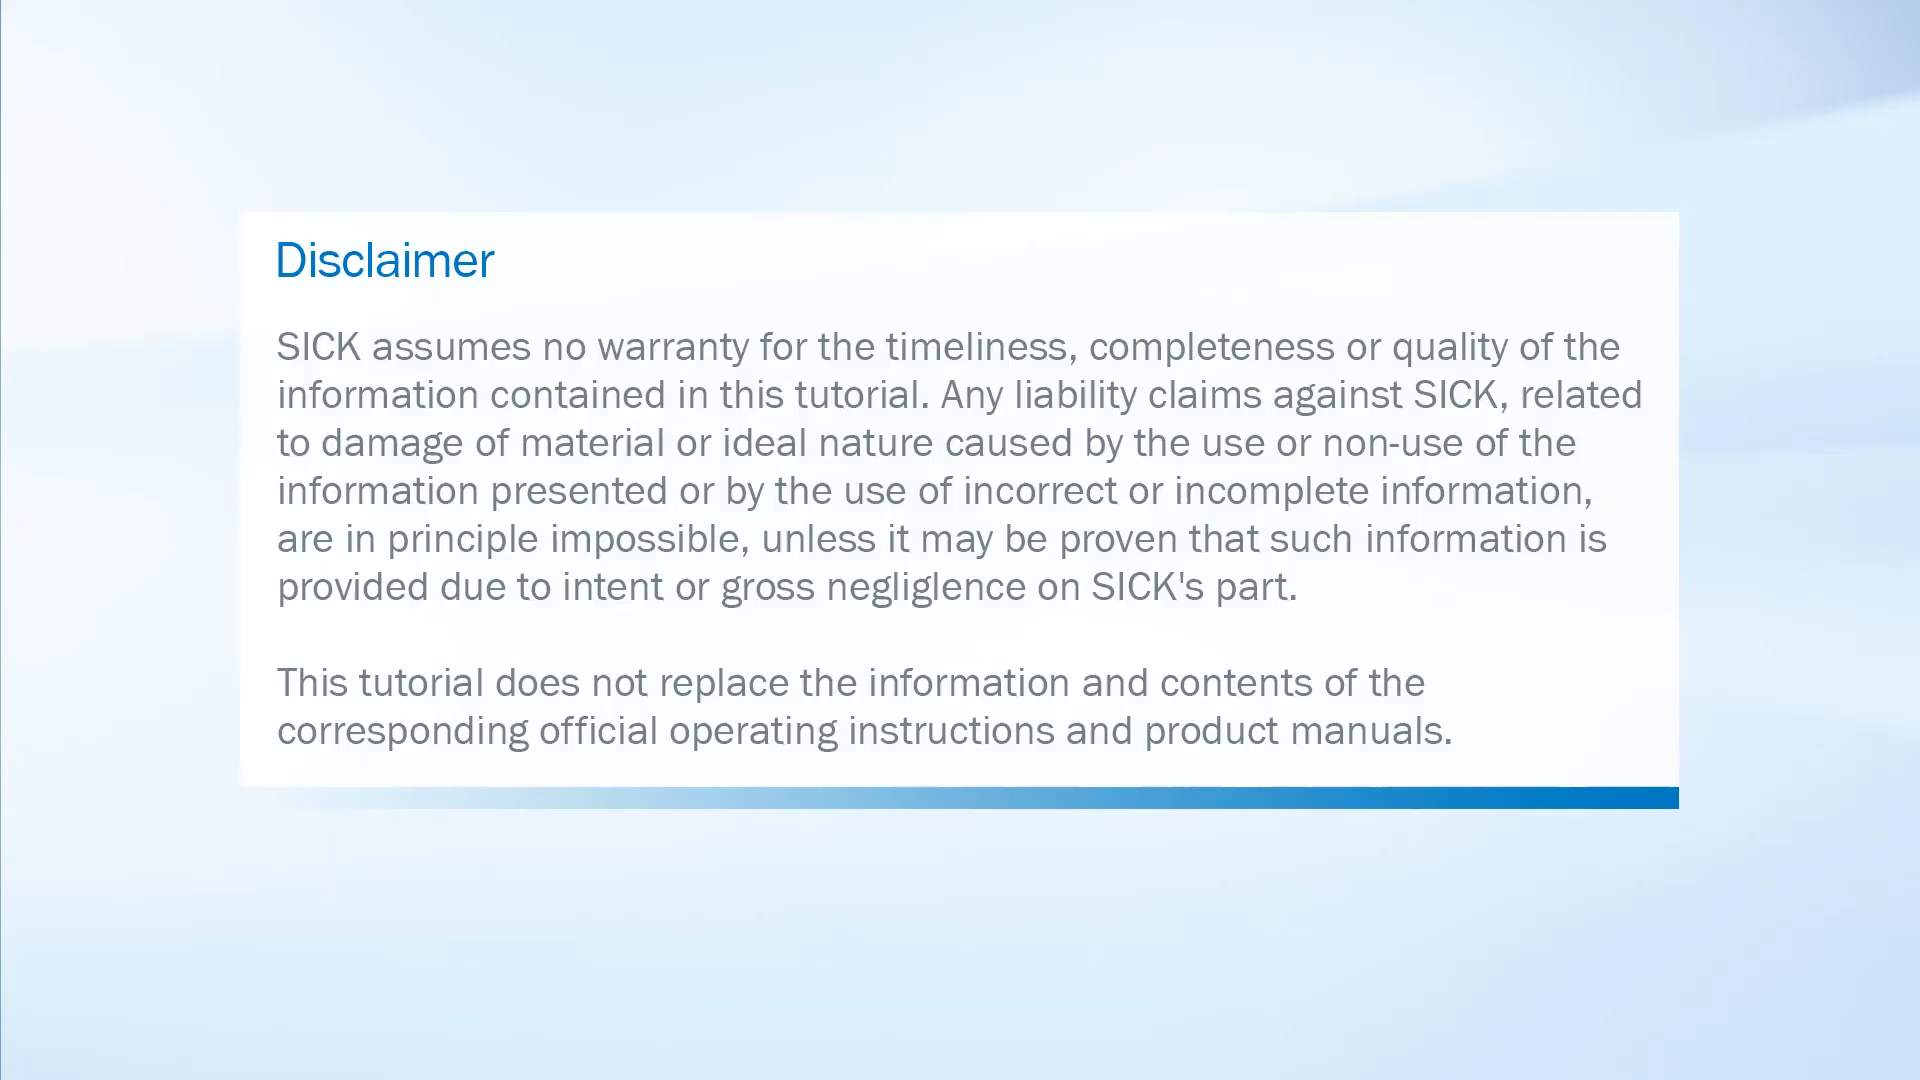 Disclaimer
SICK assumes no warranty for the timeliness, completeness or quality of the
information contained in this tutorial. Any liability claims against SICK, related
to damage of material or ideal nature caused by the use or non-use of the
information presented or by the use of incorrect or incomplete information,
are in principle impossible, unless it may be proven that such information is
provided due to intent or gross negliglence on SICK's part.
This tutorial does not replace the information and contents of the
corresponding official operating instructions and product manuals.